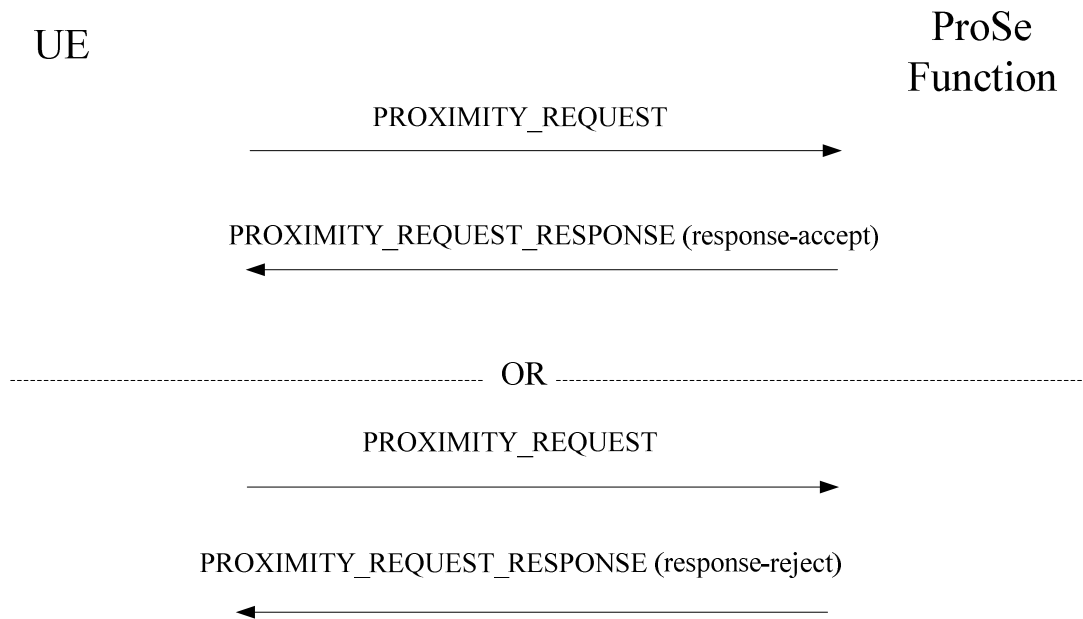 UE
ProSe
Function
PROXIMITY_REQUEST
PROXIMITY_REQUEST_RESPONSE (response-accept)
OR
PROXIMITY_REQUEST
PROXIMITY_REQUEST_RESPONSE (response-reject)